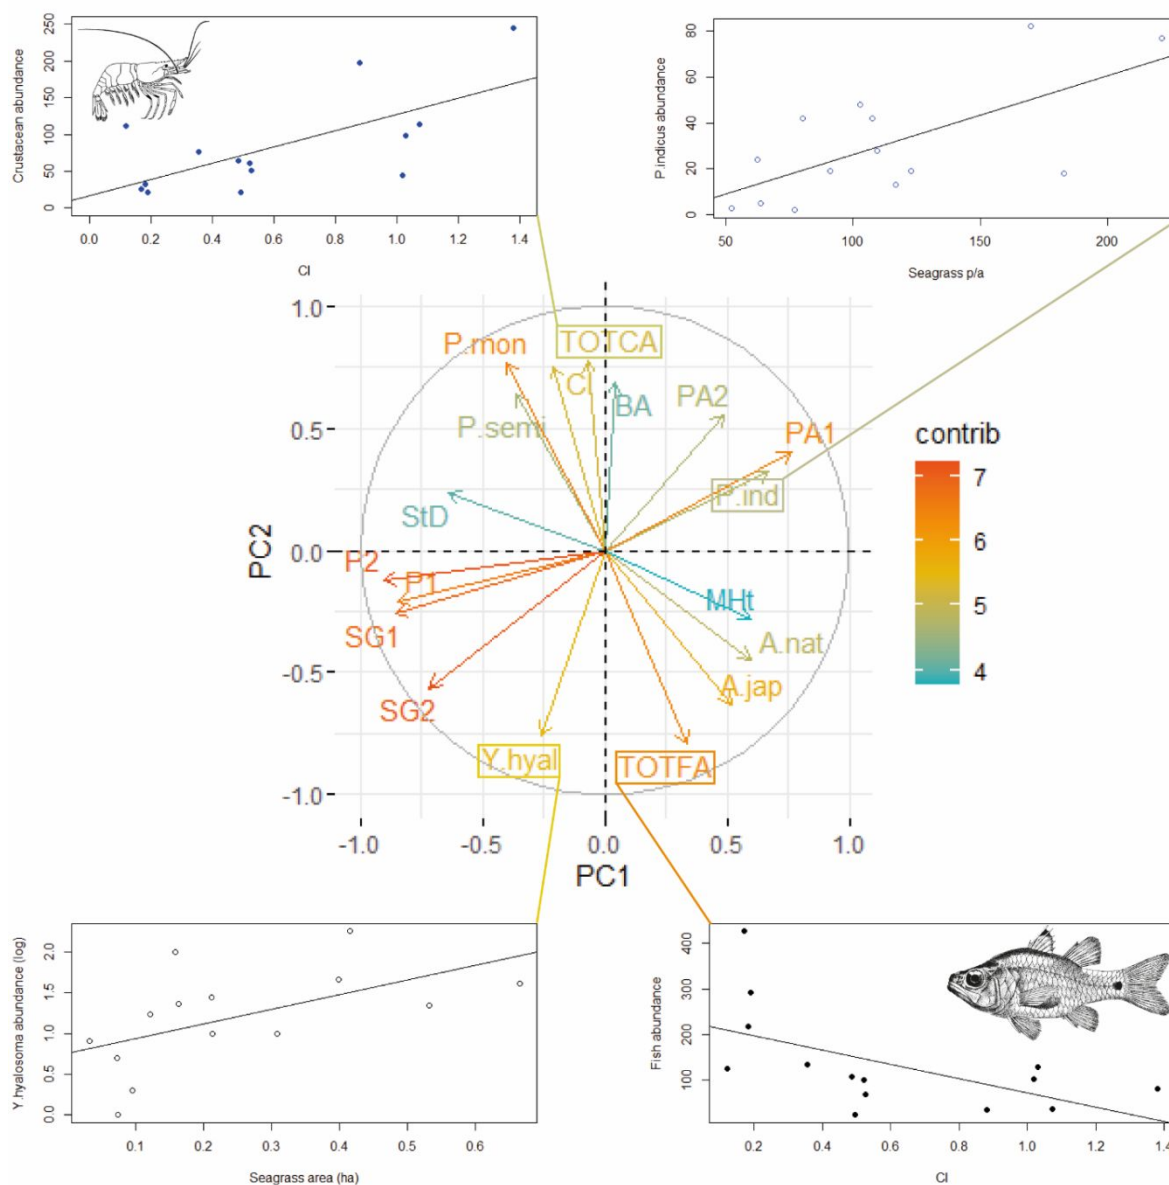 Crustacean abundance
250
200
150
100
50
0
0.0 0.2 0.4 0.6 0.8 1.0 1.2 1.4
CI
P.indicus abundance
80
60
40
20
0
50 100 150 200
Seagrass p/a
PC2
1.0
0.5
0.0
-0.5
-1.0
P.mon
TOTCA
CI
BA
PA2
P.semi
PA1
P.ind
StD
P2
P1
SG1
MHt
A.nat
SG2
A.jap
Y.hyal
TOTFA
-1.0 -0.5 0.0 0.5 1.0
PC1
contrib
7
6
5
4
Y.hyalosoma abundance (log)
2.0
1.5
1.0
0.5
0.0
0.1 0.2 0.3 0.4 0.5 0.6
Seagrass area (ha)
Fish abundance
400
300
200
100
0.2 0.4 0.6 0.8 1.0 1.2 1.4
CI